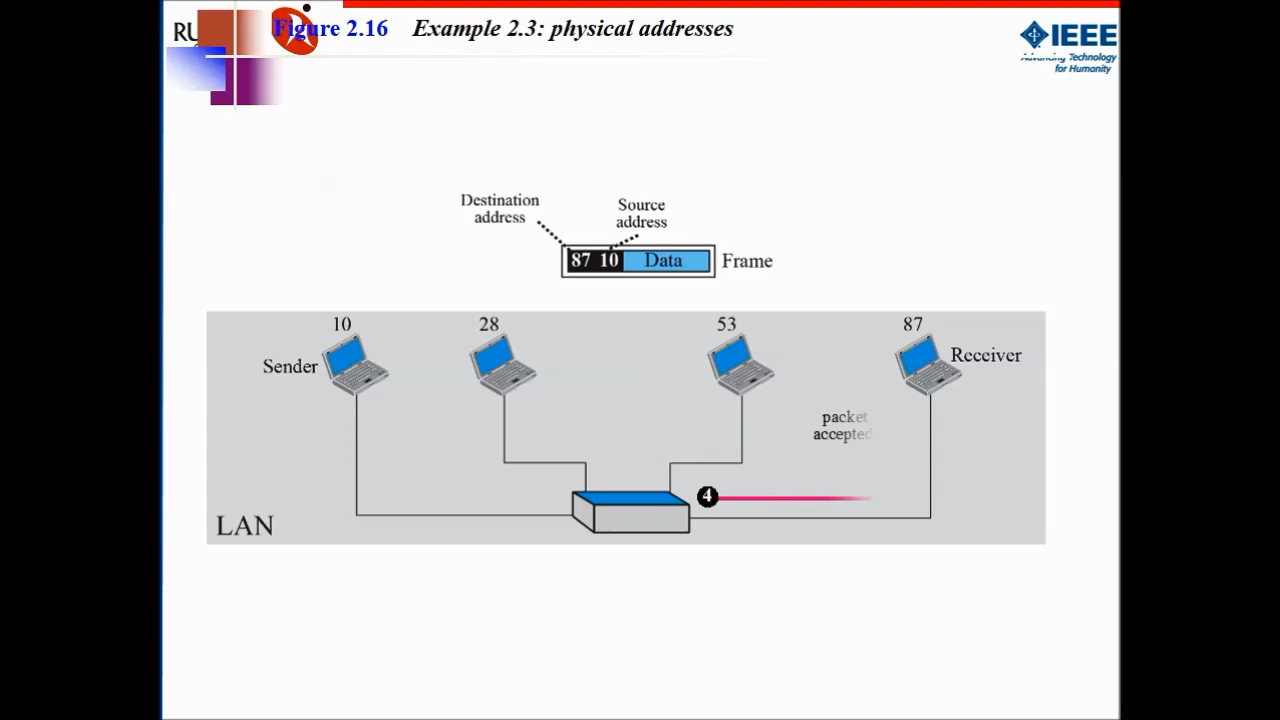 RU
Figure 2.16 Example 2.3: physical addresses
IEEE
Advancing Technology
for Humanity
Destination
address
Source
address
87 10 Data
Frame
10
28
53
87
Sender
Receiver
packet
accepted
4
LAN